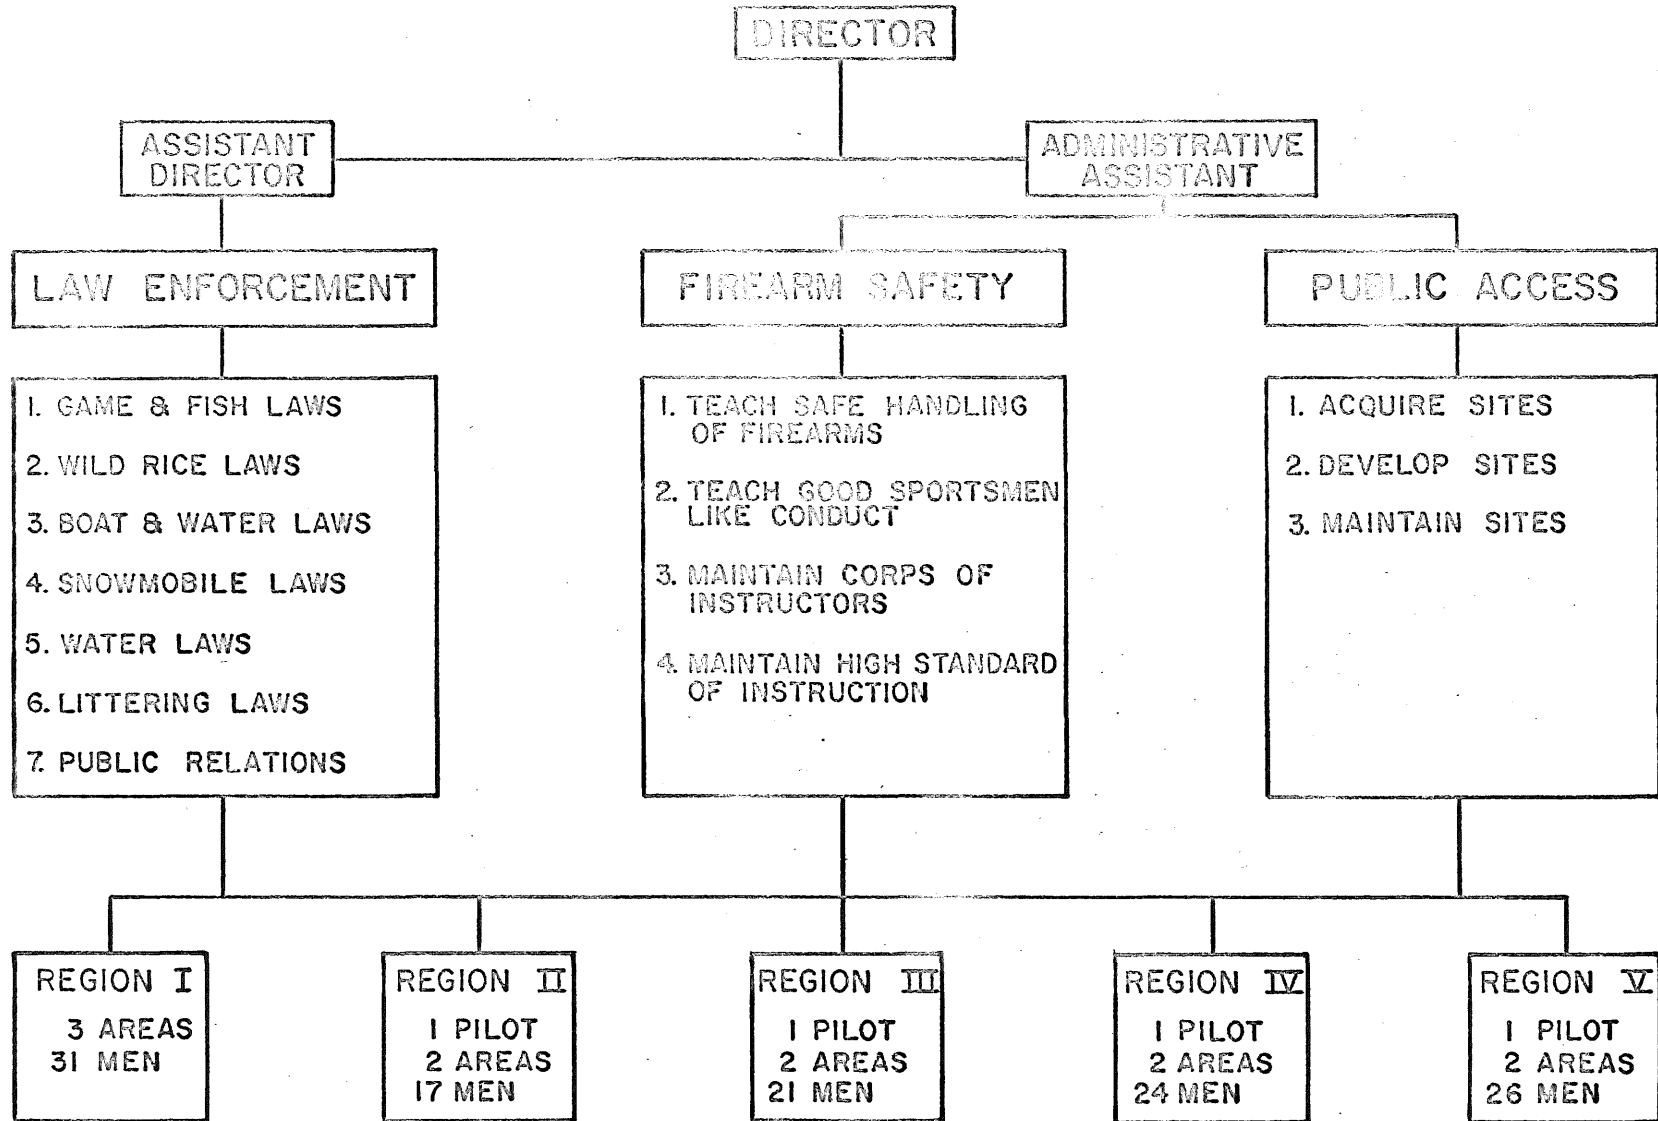 DIRECTOR
ASSISTANT
DIRECTOR
ADMINISTRATIVE
ASSISTANT
LAW ENFORCEMENT
FIREARM SAFETY
PUBLIC ACCESS
1. GAME & FISH LAWS
2. WILD RICE LAWS
3. BOAT & WATER LAWS
4. SNOWMOBILE LAWS
5. WATER LAWS
6. LITTERING LAWS
7. PUBLIC RELATIONS
1. TEACH SAFE HANDLING
OF FIREARMS
2. TEACH GOOD SPORTSMEN
LIKE CONDUCT
3. MAINTAIN CORPS OF
INSTRUCTORS
4. MAINTAIN HIGH STANDARD
OF INSTRUCTION
1. ACQUIRE SITES
2. DEVELOP SITES
3. MAINTAIN SITES
REGION I
3 AREAS
31 MEN
REGION II
1 PILOT
2 AREAS
17 MEN
REGION III
1 PILOT
2 AREAS
21 MEN
REGION IV
1 PILOT
2 AREAS
24 MEN
REGION V
1 PILOT
2 AREAS
26 MEN